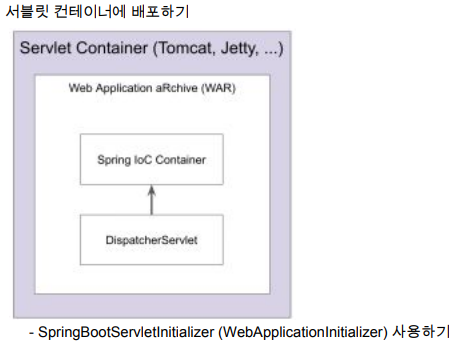 서블릿 컨테이너에 배포하기
Servlet Container (Tomcat, Jetty, ...)
Web Application aRchive (WAR)
Spring IoC Container
DispatcherServlet
- SpringBootServletInitializer (WebApplicationInitializer) 사용하기